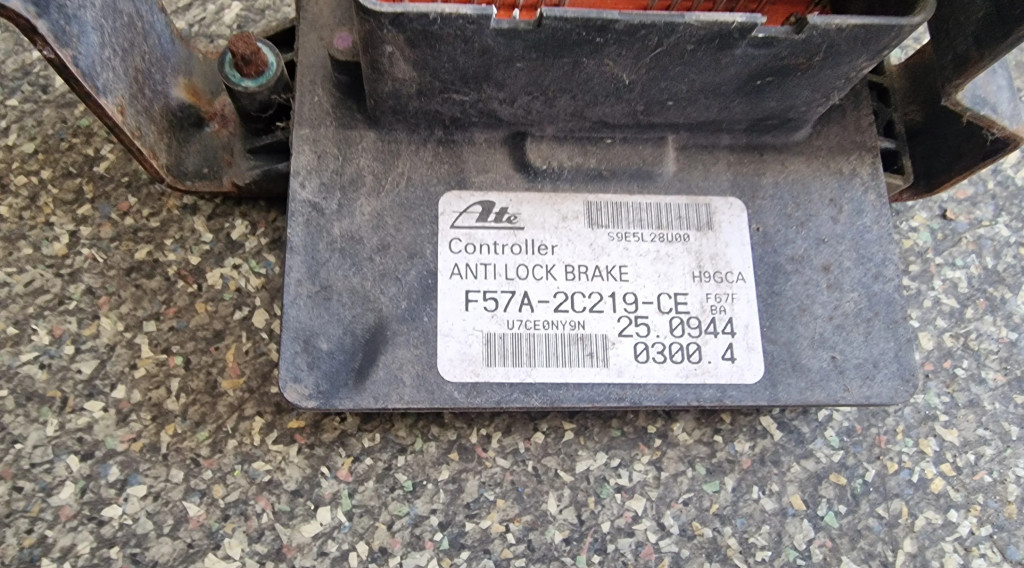 Ate
S9E5L28U00
Controller
ANTI LOCK BRAKE H9GCA
F57A-2C219-CE F67F
BA
U7CE0NY9N 25.0944
0300.4